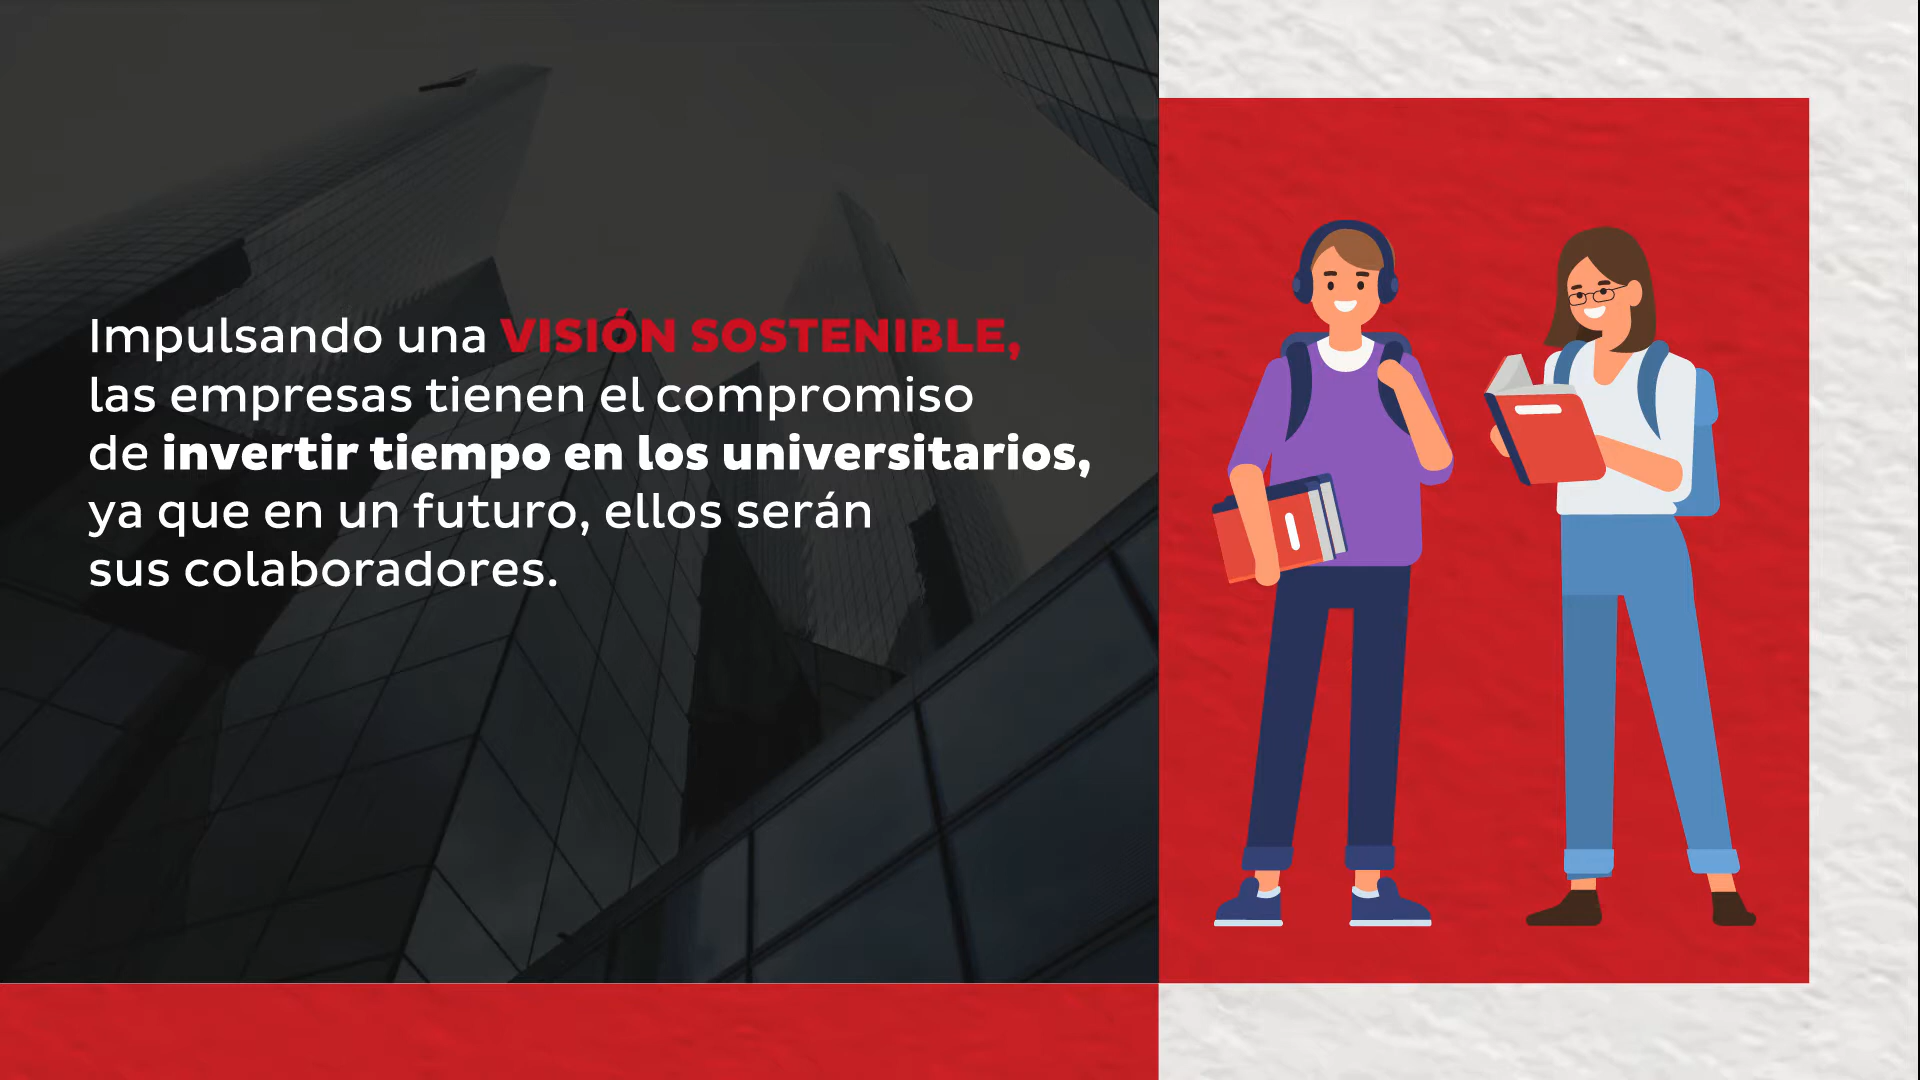 Impulsando una VISIÓN SOSTENIBLE,
las empresas tienen el compromiso
de invertir tiempo en los universitarios,
ya que en un futuro, ellos serán
sus colaboradores.